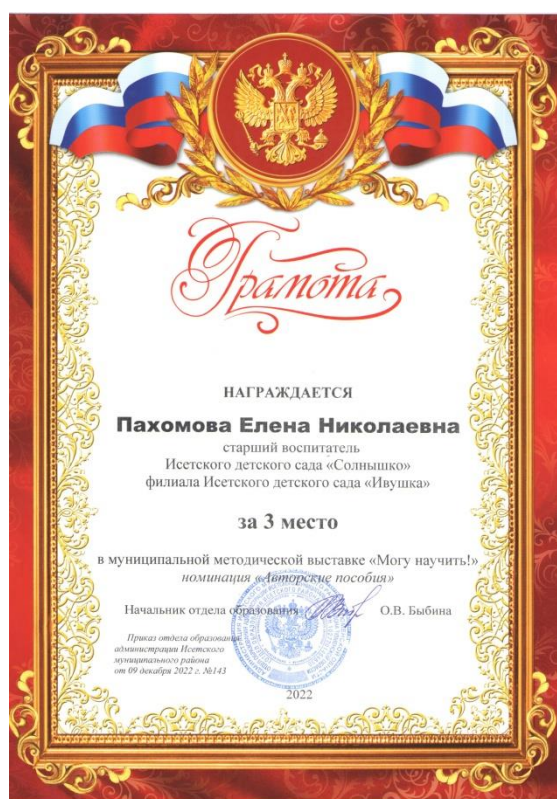 Грамота
НАГРАЖДАЕТСЯ
Пахомова Елена Николаевна
старший воспитатель
Исетского детского сада «Солнышко»
филиала Исетского детского сада «Ивушка»
за 3 место
в муниципальной методической выставке «Могу научить!»
номинация «Авторские пособия»
Начальник отдела образования О.В. Быбина
Приказ отдела образования
администрации Исетского
муниципального района
от 09 декабря 2022 г. №143
2022